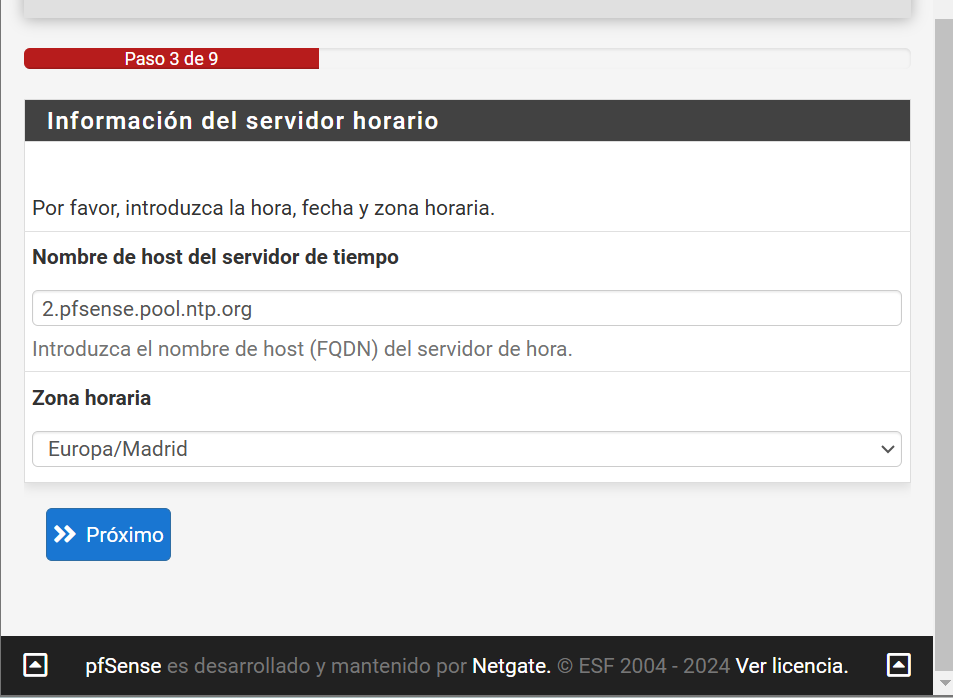 Paso 3 de 9
Información del servidor horario
Por favor, introduzca la hora, fecha y zona horaria.
Nombre de host del servidor de tiempo
2.pfsense.pool.ntp.org
Introduzca el nombre de host (FQDN) del servidor de hora.
Zona horaria
Europa/Madrid
Próximo
pfSense es desarrollado y mantenido por Netgate. © ESF 2004 - 2024 Ver licencia.